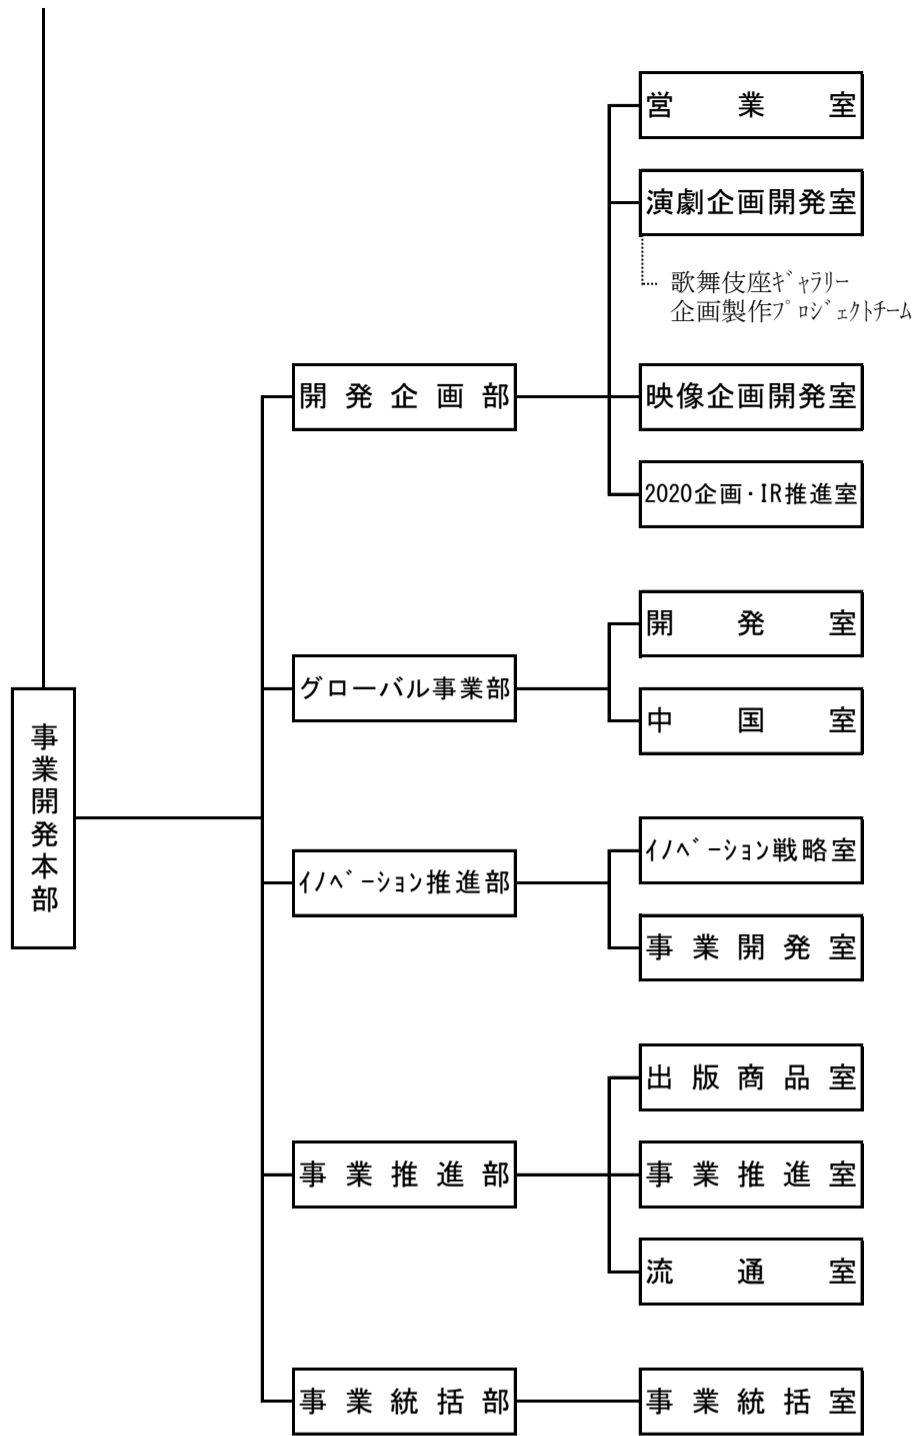 営業室
演劇企画開発室
歌舞伎座ｷﾞｬﾗﾘｰ
企画製作ﾌﾟﾛｼﾞｪｸﾄﾁｰﾑ
開発企画部
映像企画開発室
2020企画・IR推進室
開発室
グローバル事業部
中国室
事業開発本部
ｲﾉﾍﾞｰｼｮﾝ戦略室
ｲﾉﾍﾞｰｼｮﾝ推進部
事業開発室
出版商品室
事業推進部
事業推進室
流通室
事業統括部
事業統括室